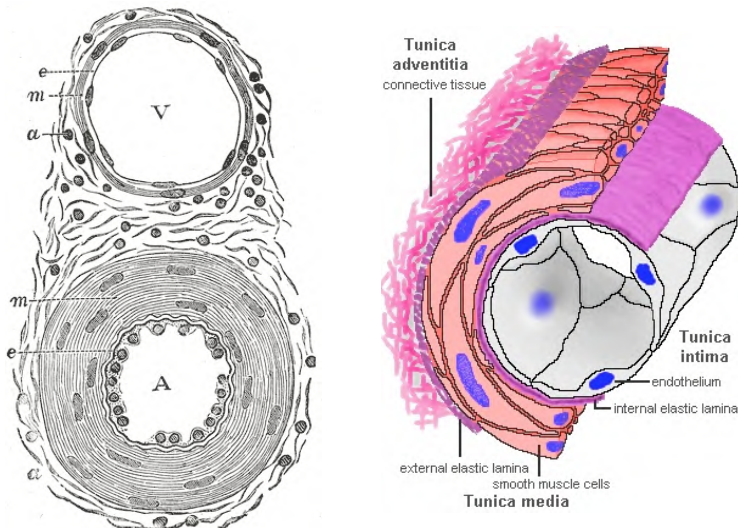 e
m
V
a
m
e
A
a
Tunica
adventitia
connective tissue
Tunica
intima
endothelium
internal elastic lamina
external elastic lamina
smooth muscle cells
Tunica media